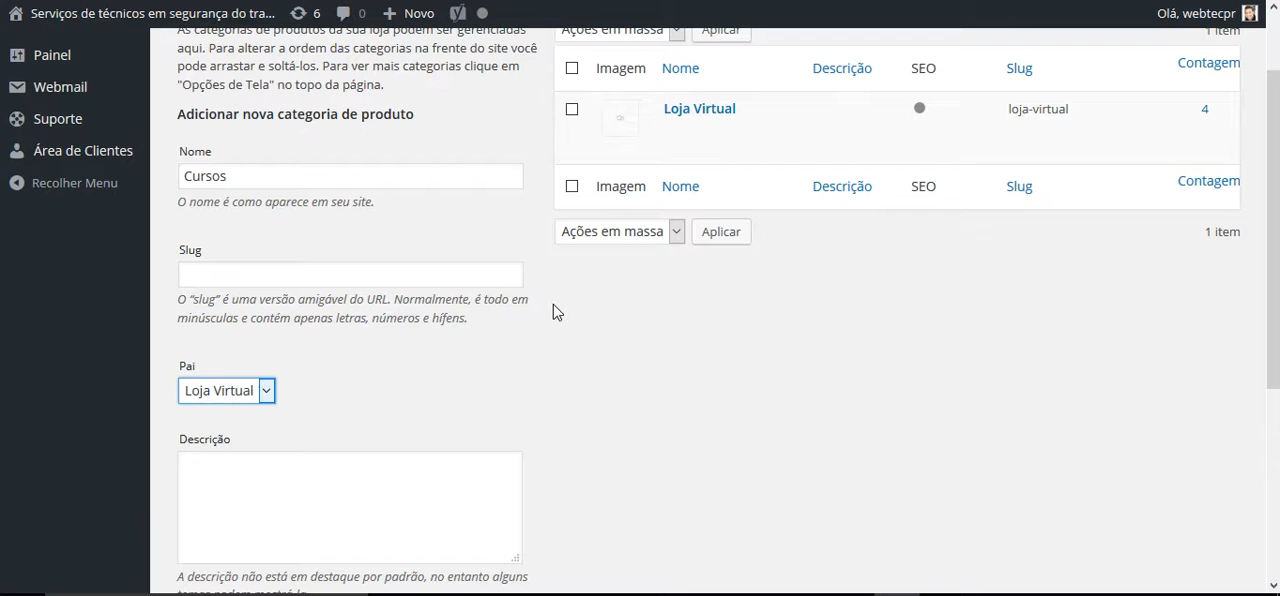 Serviços de técnicos em segurança do tra... 6 0 Novo Olá, webtecpr
Painel
Webmail
Suporte
Área de Clientes
Recolher Menu
As categorias de produtos da sua loja podem ser gerenciadas
aqui. Para alterar a ordem das categorias na frente do site você
pode arrastar e soltá-los. Para ver mais categorias clique em
"Opções de Tela" no topo da página.
Adicionar nova categoria de produto
Nome
Cursos
O nome é como aparece em seu site.
Slug
O “slug” é uma versão amigável do URL. Normalmente, é todo em
minúsculas e contém apenas letras, números e hífens.
Pai
Loja Virtual
Descrição
A descrição não está em destaque por padrão, no entanto alguns
temas podem mostrá-la.
Ações em massa Aplicar 1 item
Imagem Nome Descrição SEO Slug Contagem
Loja Virtual loja-virtual 4
Imagem Nome Descrição SEO Slug Contagem
Ações em massa Aplicar 1 item